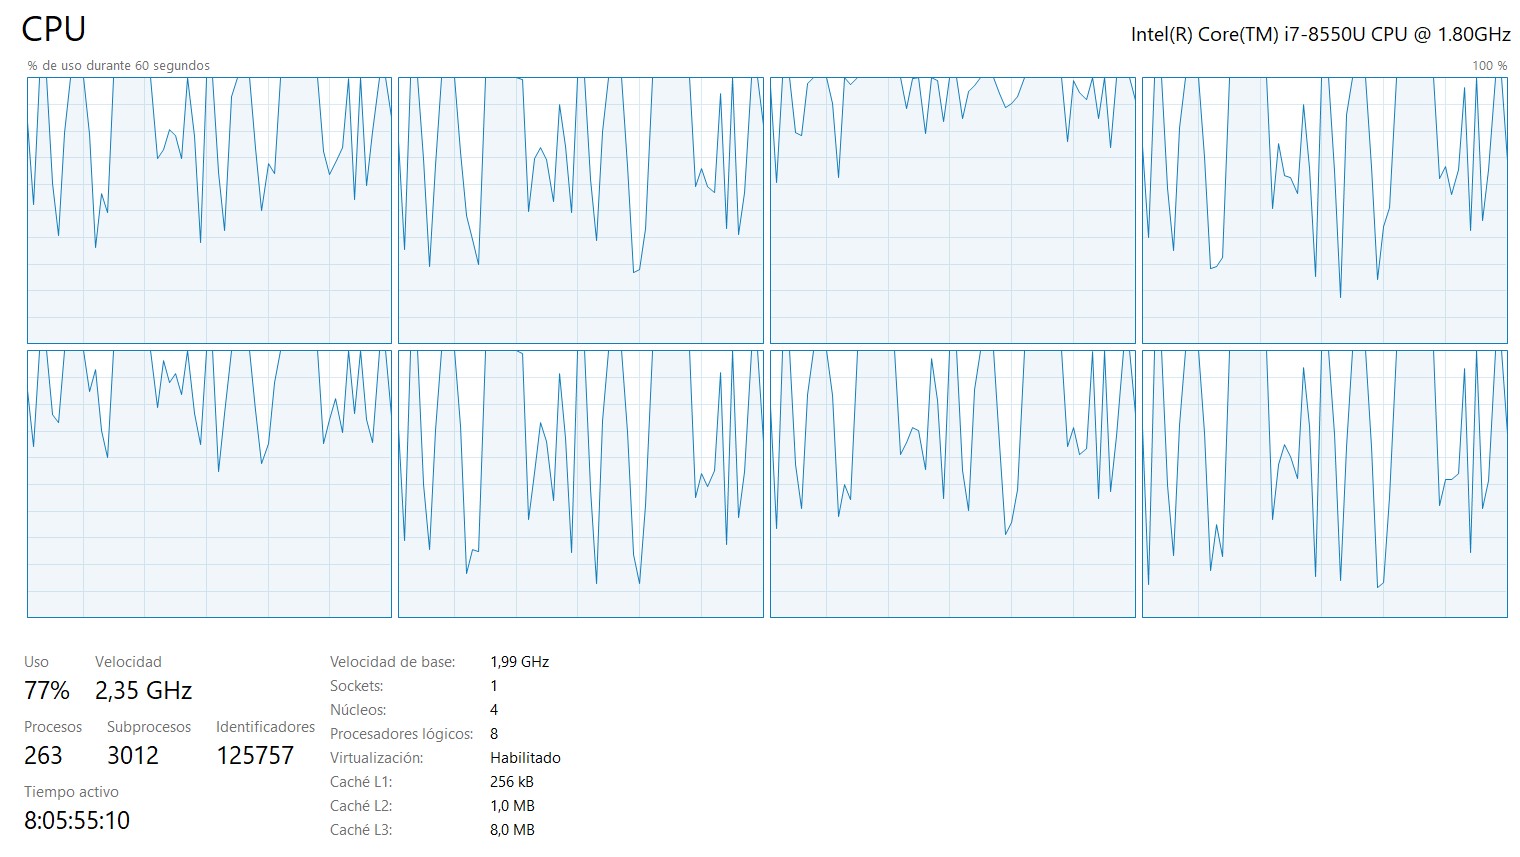 CPU
Intel(R) Core(TM) i7-8550U CPU @ 1.80GHz
% de uso durante 60 segundos
100 %
Uso
Velocidad
77%
2,35 GHz
Procesos
Subprocesos
Identificadores
263
3012
125757
Tiempo activo
8:05:55:10
Velocidad de base:
1,99 GHz
Sockets:
1
Núcleos:
4
Procesadores lógicos:
8
Virtualización:
Habilitado
Caché L1:
256 kB
Caché L2:
1,0 MB
Caché L3:
8,0 MB